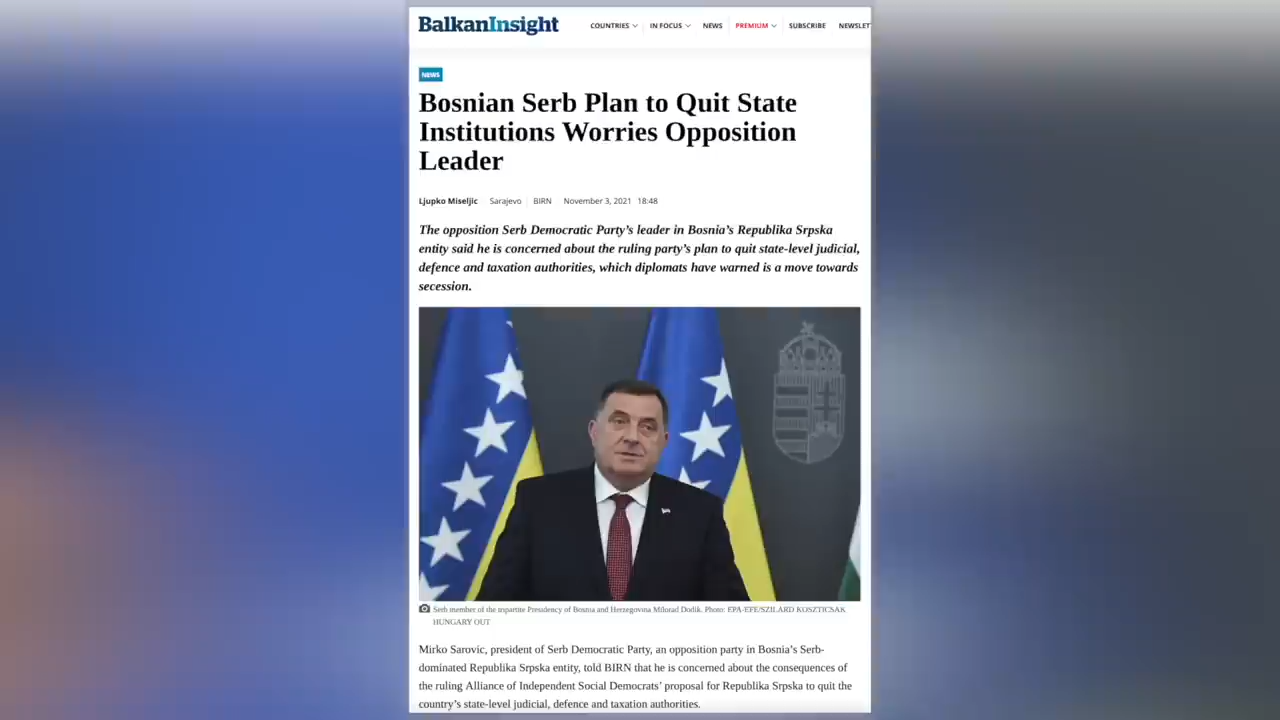 BalkanInsight
COUNTRIES IN FOCUS NEWS PREMIUM SUBSCRIBE NEWSLET
NEWS
Bosnian Serb Plan to Quit State
Institutions Worries Opposition
Leader
Ljupko Miseljic Sarajevo BIRN November 3, 2021 18:48
The opposition Serb Democratic Party's leader in Bosnia's Republika Srpska
entity said he is concerned about the ruling party's plan to quit state-level judicial,
defence and taxation authorities, which diplomats have warned is a move towards
secession.
Serb member of the tripartite Presidency of Bosnia and Herzegovina Milorad Dodik. Photo: EPA-EFE/SZILARD KOSZTICSAK
HUNGARY OUT
Mirko Sarovic, president of Serb Democratic Party, an opposition party in Bosnia's Serb-
dominated Republika Srpska entity, told BIRN that he is concerned about the consequences of
the ruling Alliance of Independent Social Democrats' proposal for Republika Srpska to quit the
country's state-level judicial, defence and taxation authorities.